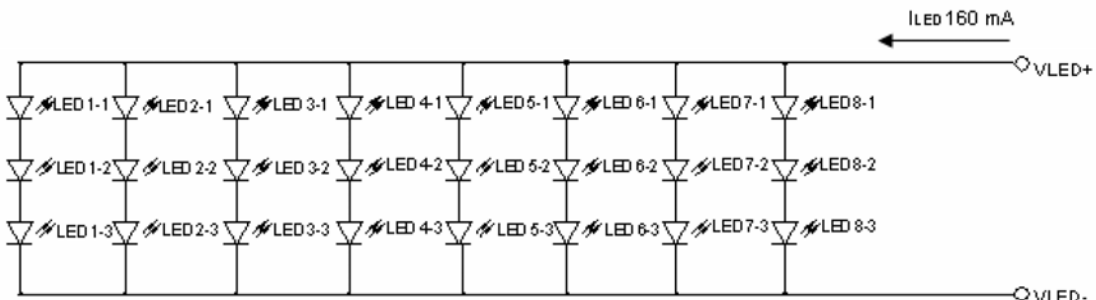 ILED 160 mA
VLED+
LED 1-1 LED 2-1 LED 3-1 LED 4-1 LED 5-1 LED 6-1 LED 7-1 LED 8-1
LED 1-2 LED 2-2 LED 3-2 LED 4-2 LED 5-2 LED 6-2 LED 7-2 LED 8-2
LED 1-3 LED 2-3 LED 3-3 LED 4-3 LED 5-3 LED 6-3 LED 7-3 LED 8-3
VLED-